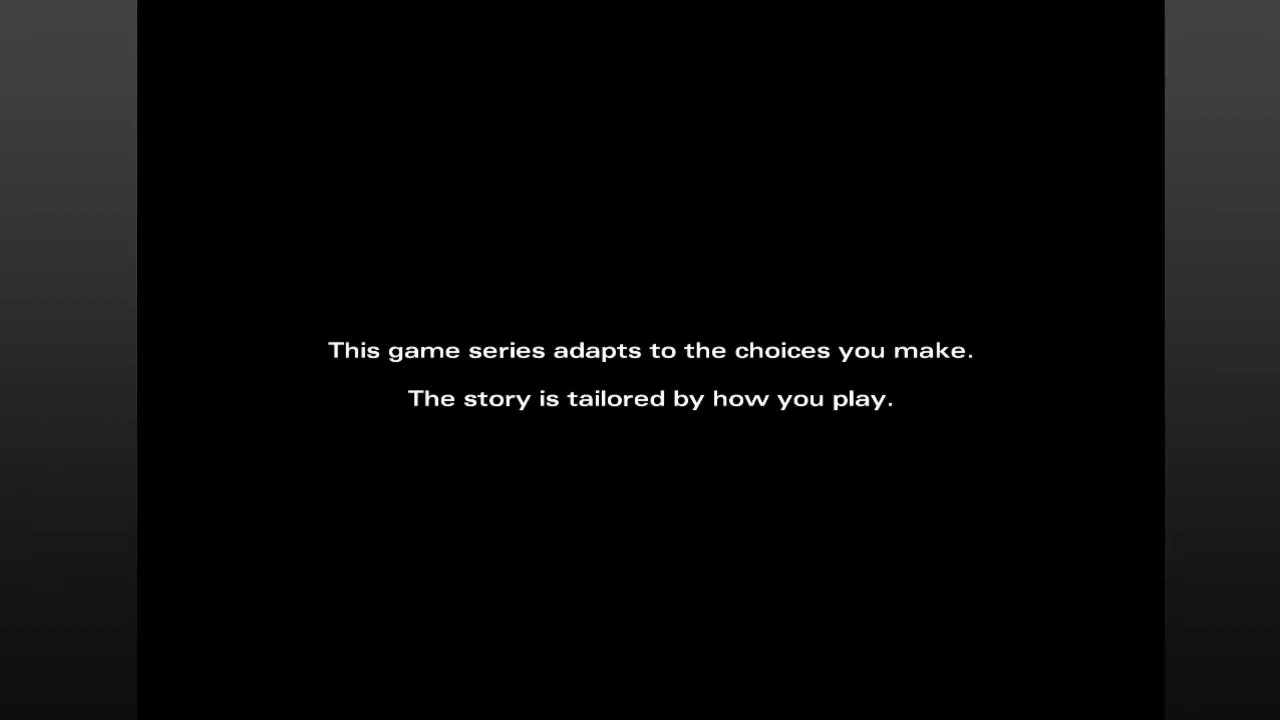 This game series adapts to the choices you make.
The story is tailored by how you play.